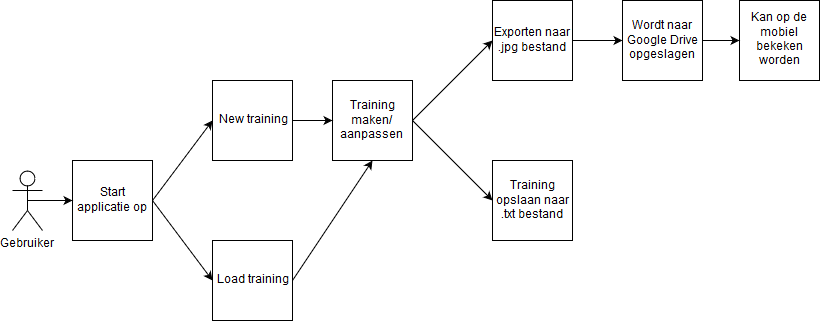 Gebruiker
Start
applicatie op
New training
Load training
Training
maken/
aanpassen
Exporten naar
.jpg bestand
Wordt naar
Google Drive
opgeslagen
Kan op de
mobiel
bekeken
worden
Training
opslaan naar
.txt bestand